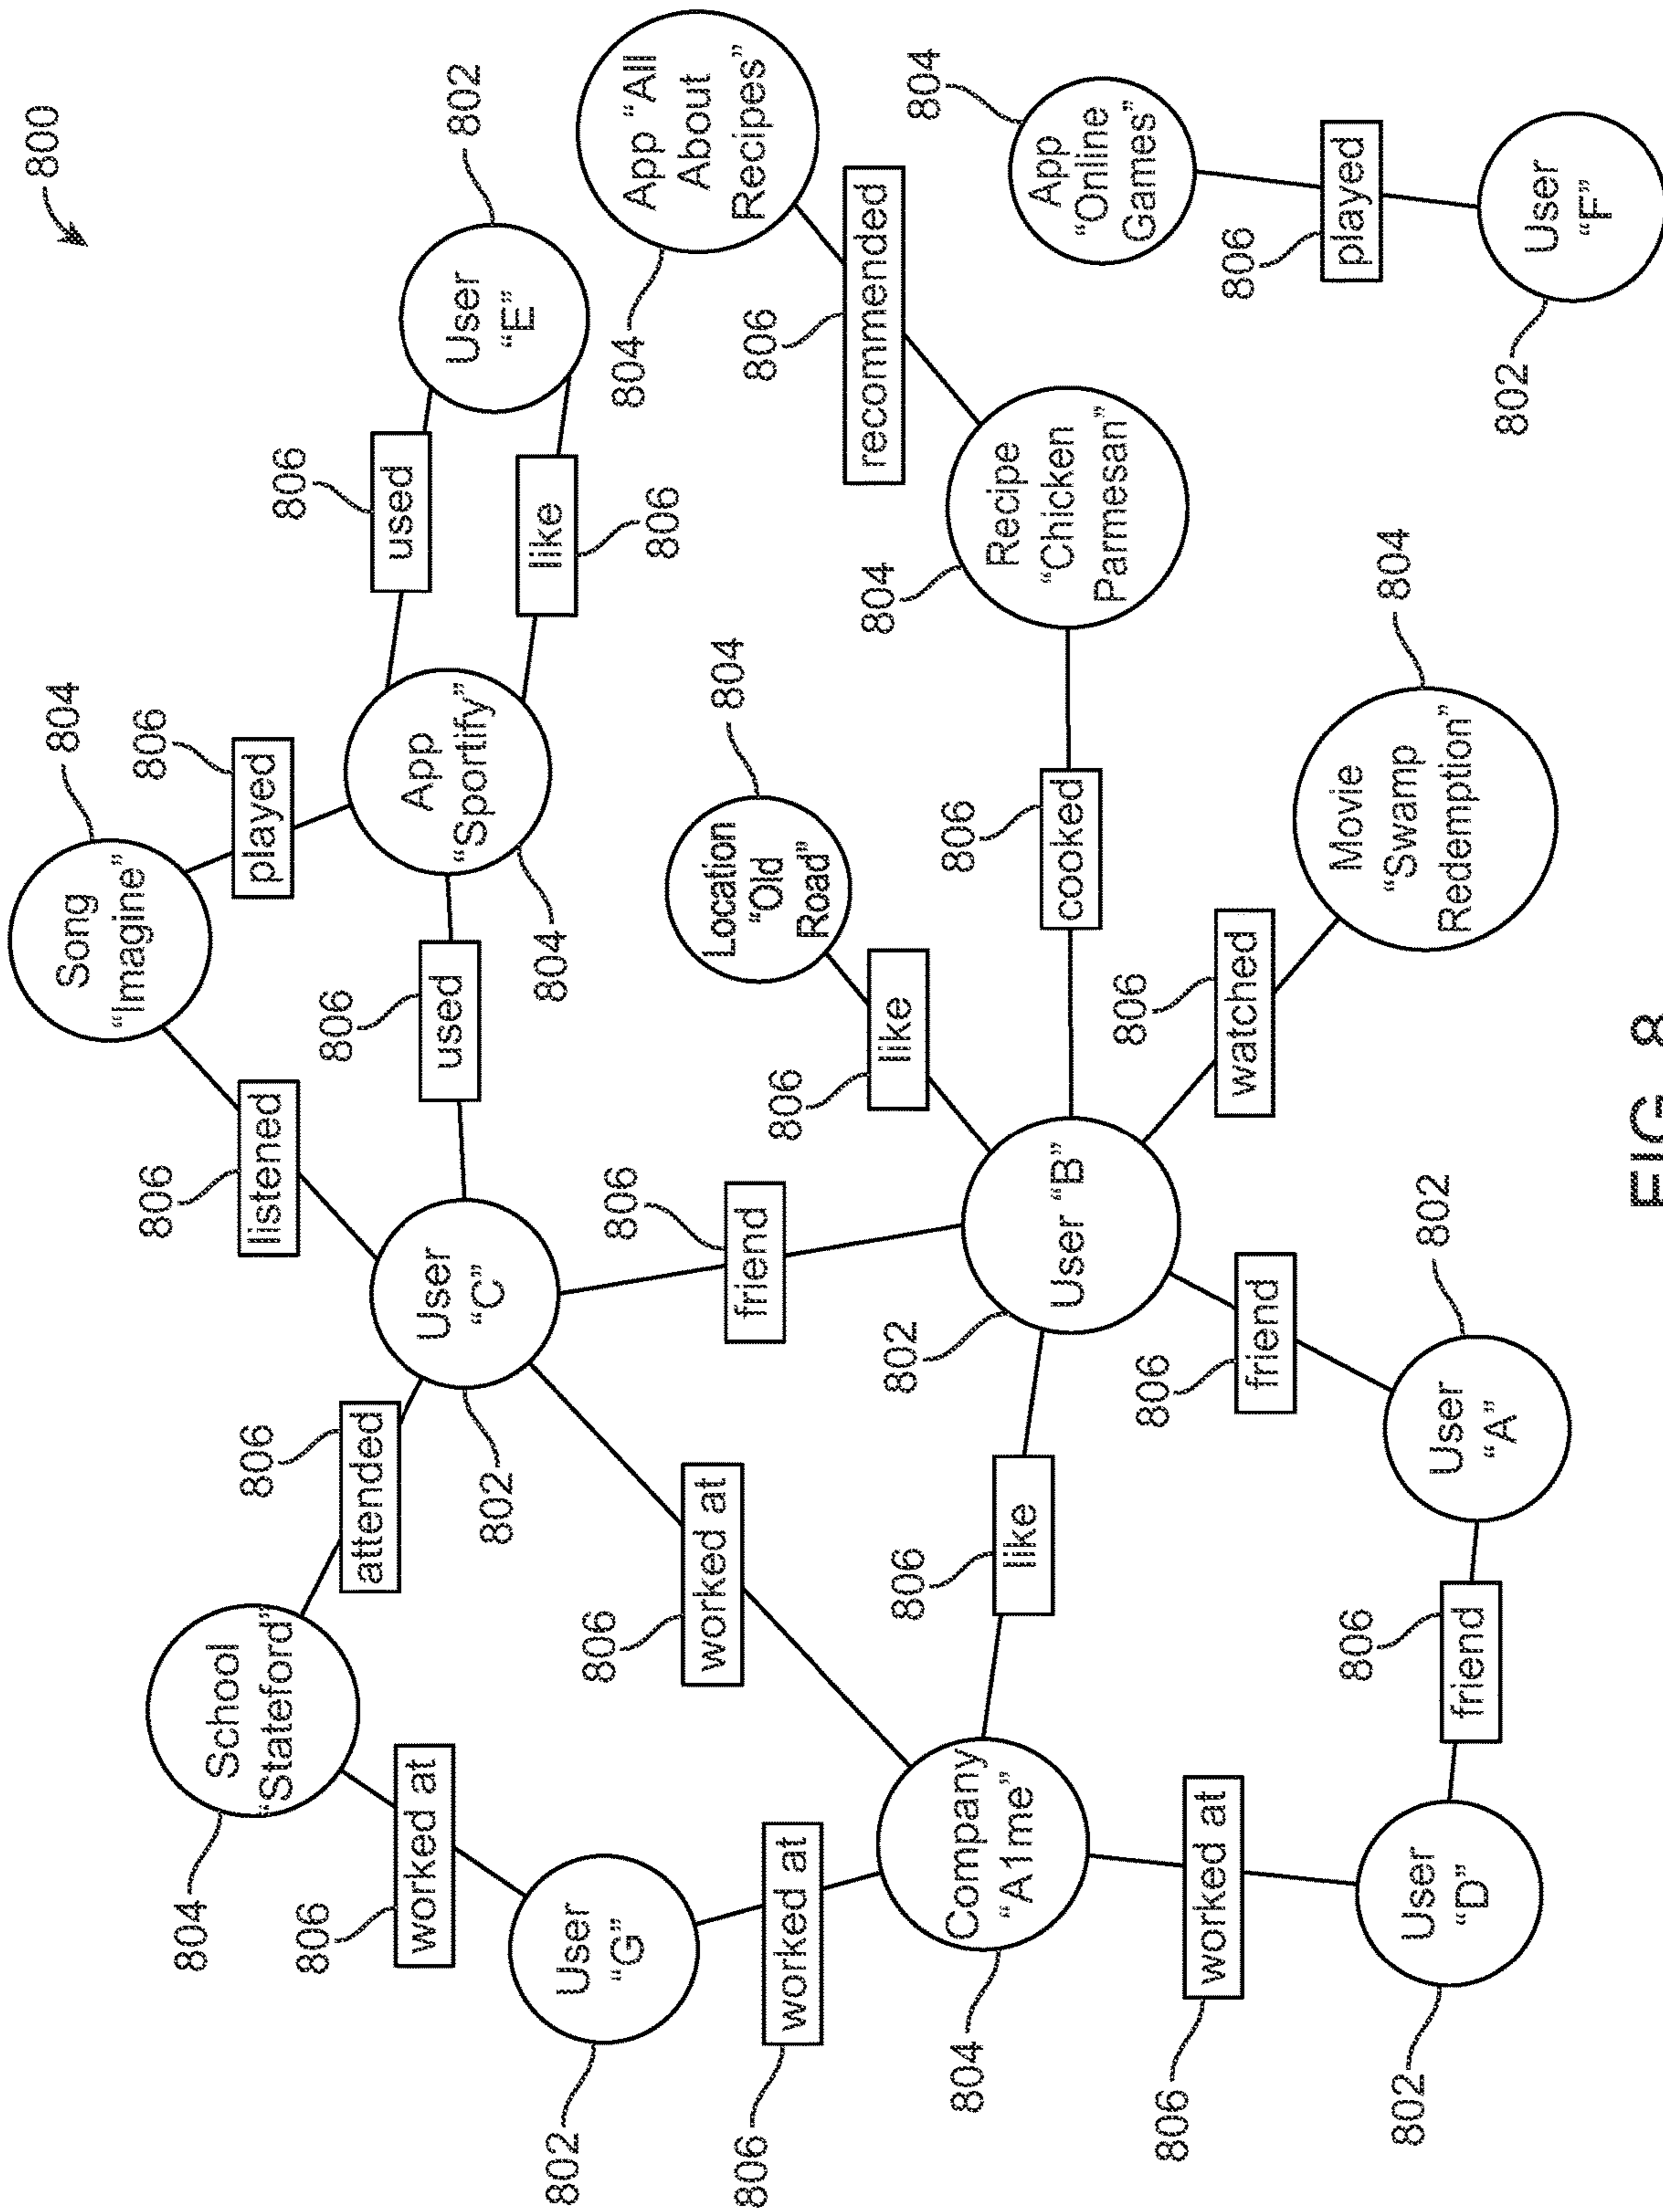 800
804
Song
"Imagine"
806
listened
806
played
804
School
"Stateford"
806
attended
806
used
802
User
"E"
804
806
worked at
806
806
used
App
"Sportify"
806
like
802
User
"C"
802
804
User
"G"
802
806
worked at
806
friend
804
Location
"Old
Road"
804
App "All
About
Recipes"
806
worked at
806
like
806
recommended
804
Company
"A1me"
806
like
802
User "B"
806
cooked
804
Recipe
"Chicken
Parmesan"
804
App
"Online
Games"
806
worked at
806
friend
806
watched
806
played
802
User
"D"
806
friend
802
User
"A"
804
Movie
"Swamp
Redemption"
802
User
"F"
FIG. 8